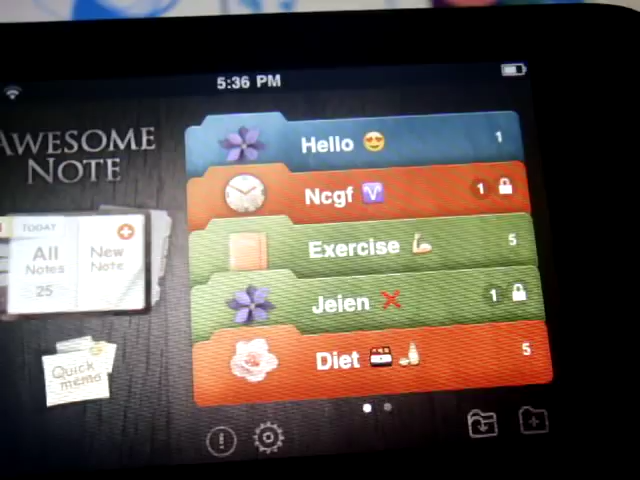 5:36 PM
AWESOME
NOTE
Hello 😍 1
Ncgf ♈ 1
Exercise 💪 5
Jeien ❌ 1
Diet 🍱🍶 5
TODAY
All
Notes
25
New
Note
Quick
memo